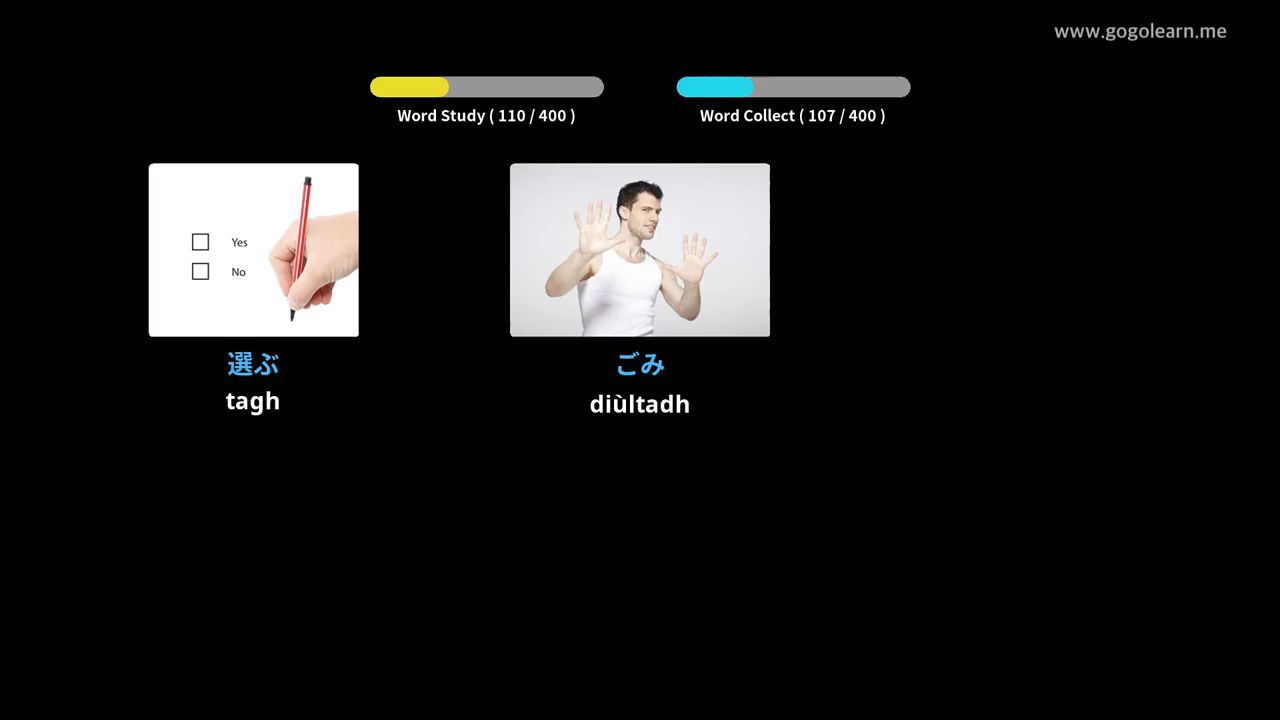 www.gogolearn.me
Word Study ( 110 / 400 )
Word Collect ( 107 / 400 )
Yes
No
選ぶ
tagh
ごみ
diùltadh